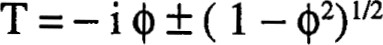 T = − i ϕ ± ( 1 − ϕ²)¹/²